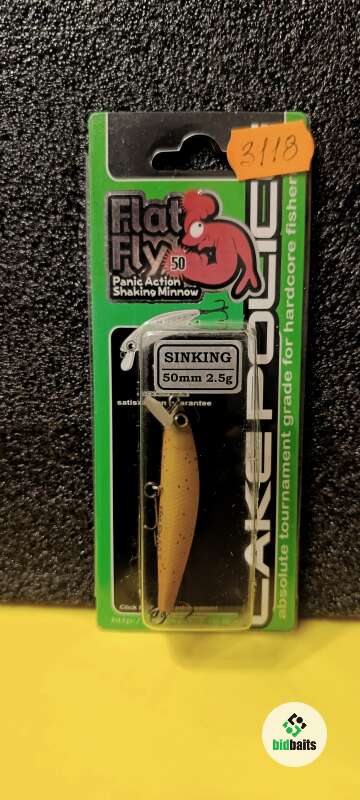 3118
Flat
Fly
50
Panic Action
Shaking Minnow
SINKING
50mm 2.5g
LAKE POLICE
absolute tournament grade for hardcore fisher
bidbaits